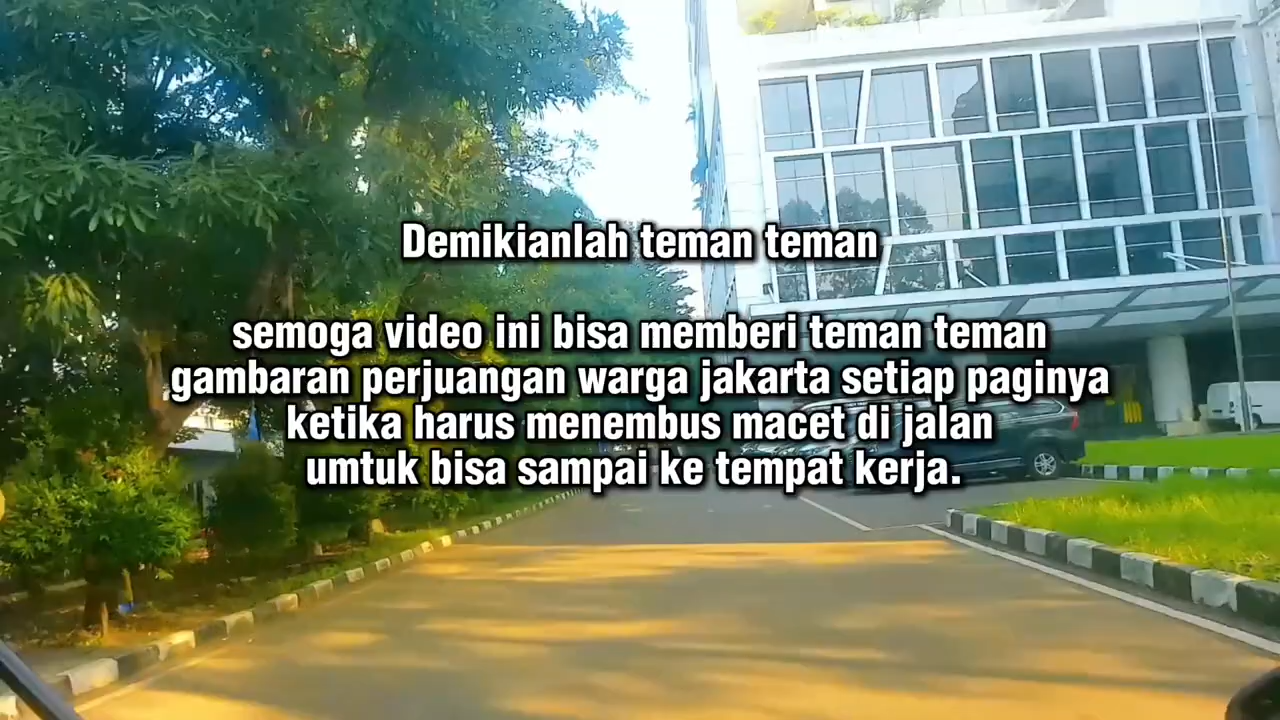 Demikianlah teman teman
semoga video ini bisa memberi teman teman
gambaran perjuangan warga jakarta setiap paginya
ketika harus menembus macet di jalan
umtuk bisa sampai ke tempat kerja.